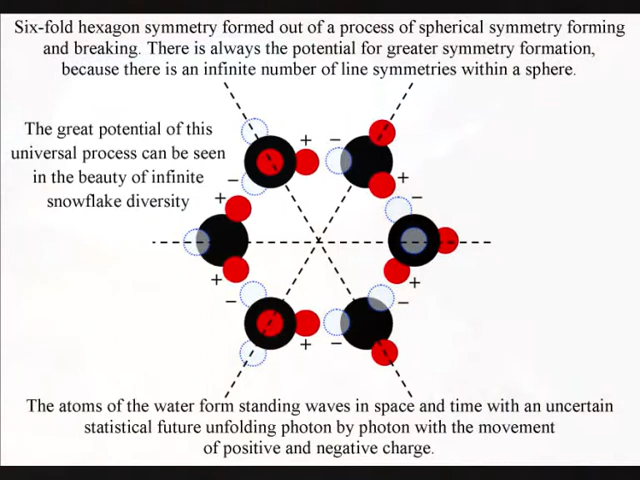 Six-fold hexagon symmetry formed out of a process of spherical symmetry forming
and breaking. There is always the potential for greater symmetry formation,
because there is an infinite number of line symmetries within a sphere.
The great potential of this
universal process can be seen
in the beauty of infinite
snowflake diversity
+ −
− +
+ −
+ +
− −
+ −
The atoms of the water form standing waves in space and time with an uncertain
statistical future unfolding photon by photon with the movement
of positive and negative charge.